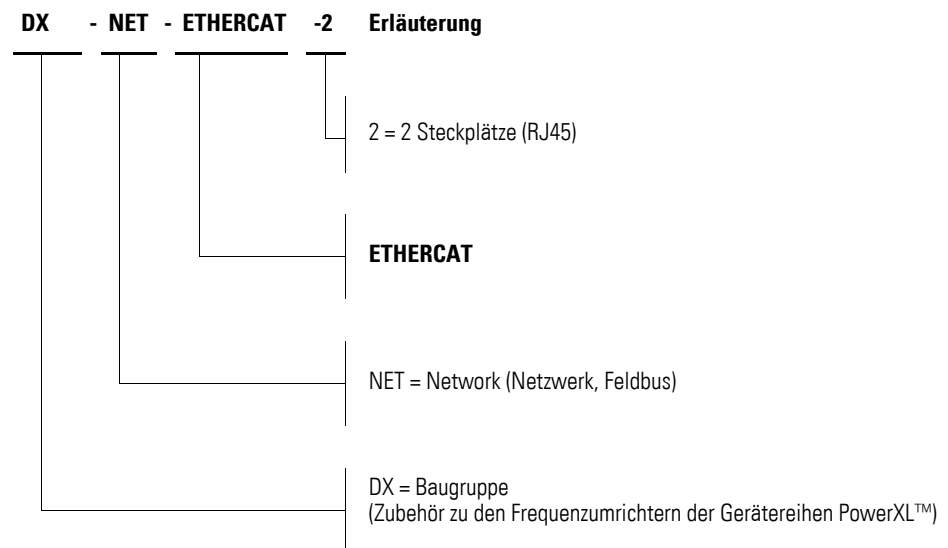 DX - NET - ETHERCAT -2 Erläuterung
2 = 2 Steckplätze (RJ45)
ETHERCAT
NET = Network (Netzwerk, Feldbus)
DX = Baugruppe
(Zubehör zu den Frequenzumrichtern der Gerätereihen PowerXL™)